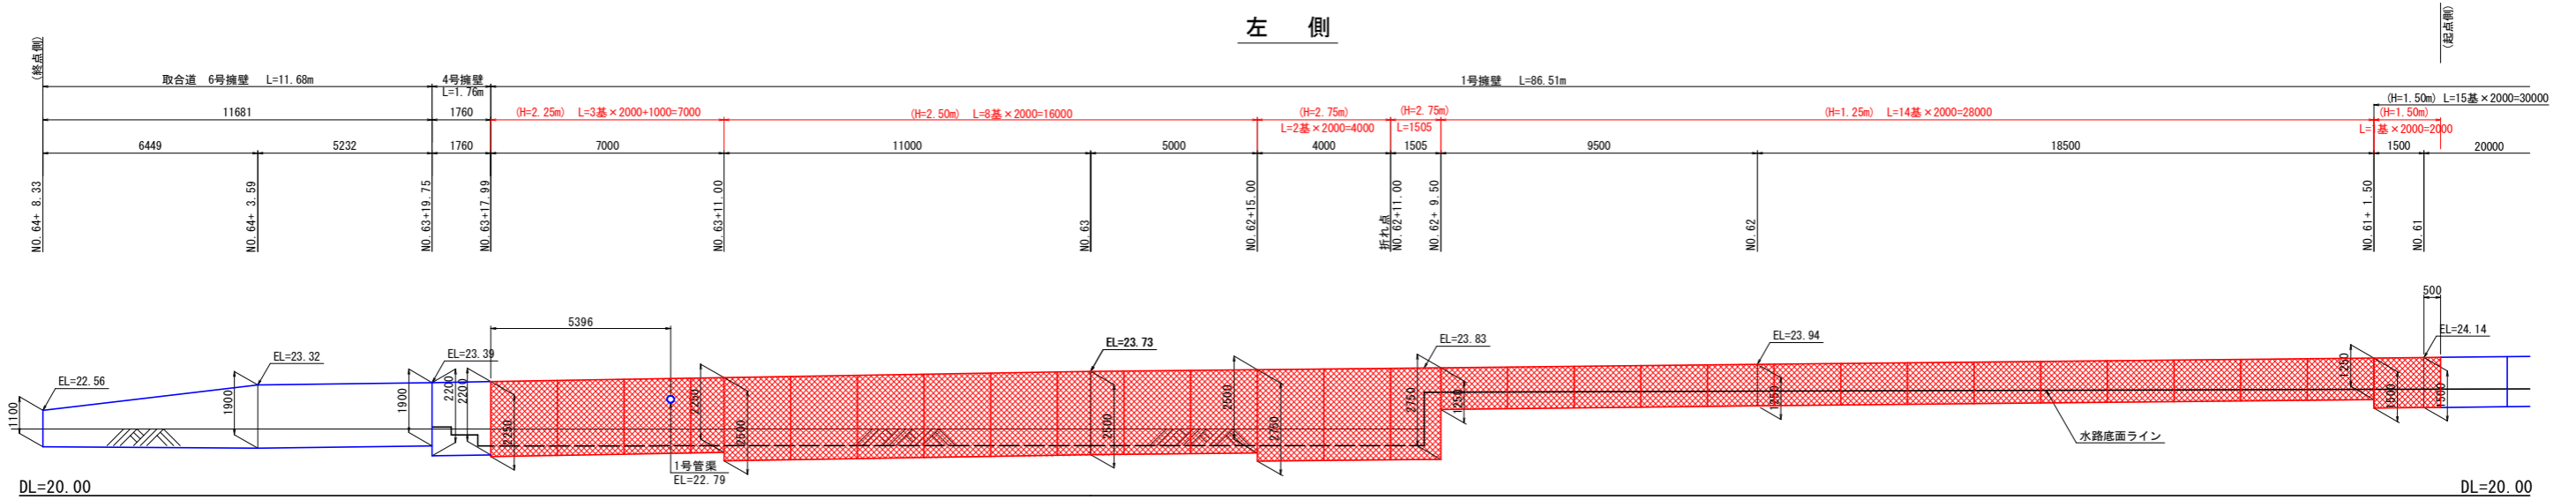 左 側
(終点側)
(起点側)
取合道 6号擁壁 L=11.68m
4号擁壁
L=1.76m
1号擁壁 L=86.51m
11681
1760
(H=2.25m) L=3基×2000+1000=7000
(H=2.50m) L=8基×2000=16000
(H=2.75m)
L=2基×2000=4000
(H=2.75m)
L=1505
(H=1.25m) L=14基×2000=28000
(H=1.50m) L=15基×2000=30000
(H=1.50m)
L=1基×2000=2000
6449
5232
1760
7000
11000
5000
4000
1505
9500
18500
1500
20000
NO.64+ 8.33
NO.64+ 3.59
NO.63+19.75
NO.63+17.99
NO.63+11.00
NO.63
NO.62+15.00
折れ点
NO.62+11.00
NO.62+ 9.50
NO.62
NO.61+ 1.50
NO.61
5396
500
EL=22.56
EL=23.32
EL=23.39
EL=23.73
EL=23.83
EL=23.94
EL=24.14
1100
1900
1900
2200
2200
2250
2250
2500
2500
2500
2750
2750
1250
1250
1250
1500
1500
1号管渠
EL=22.79
水路底面ライン
DL=20.00
DL=20.00